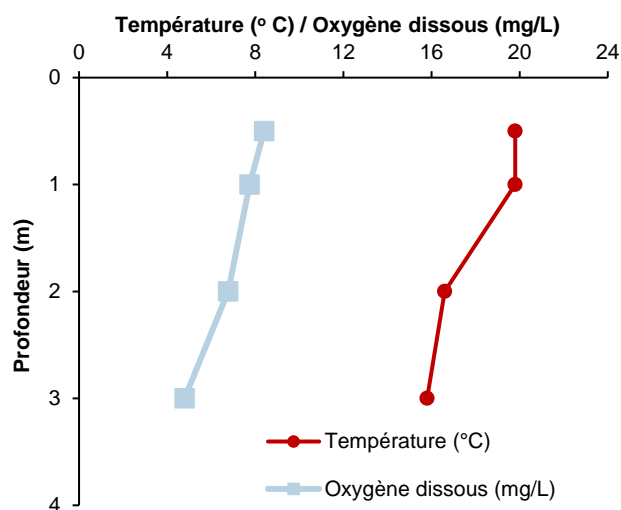 Température (º C) / Oxygène dissous (mg/L)
0 4 8 12 16 20 24
0
1
2
3
4
Profondeur (m)
Température (°C)
Oxygène dissous (mg/L)